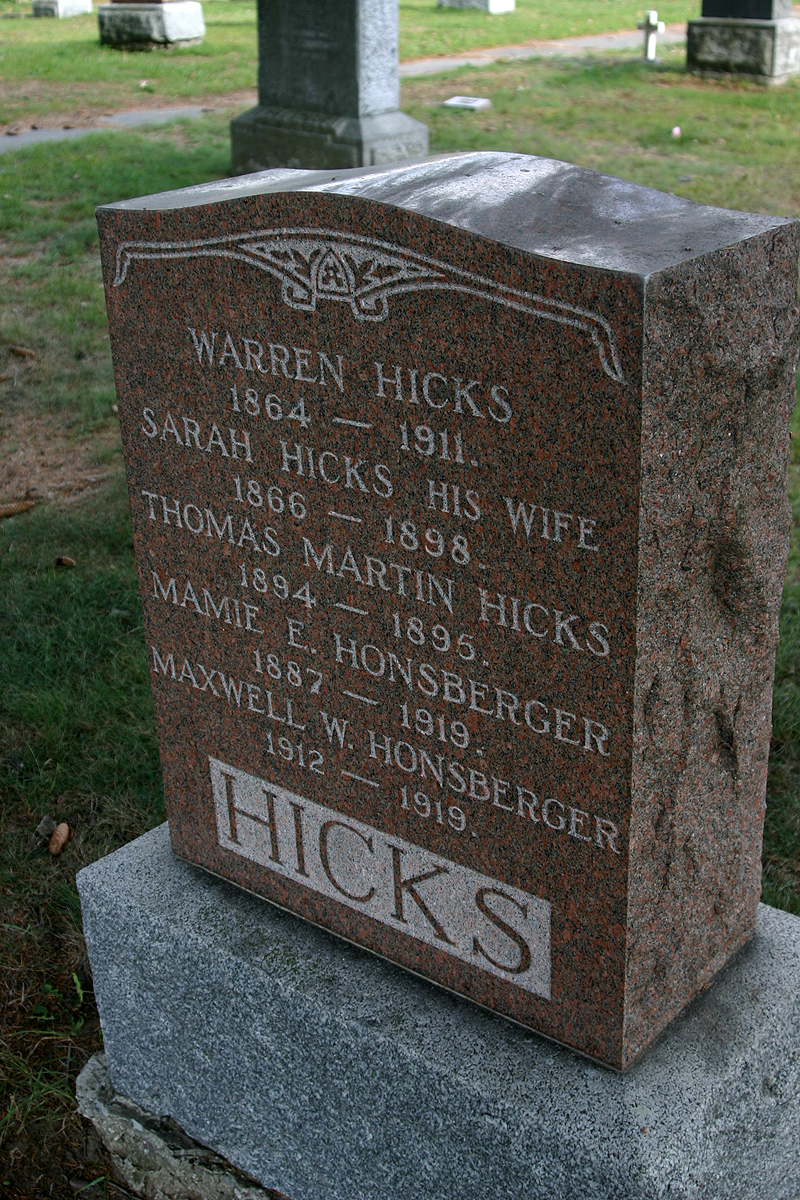 WARREN HICKS
1864 — 1911.
SARAH HICKS HIS WIFE
1866 — 1898.
THOMAS MARTIN HICKS
1894 — 1895.
MAMIE E. HONSBERGER
1887 — 1919.
MAXWELL W. HONSBERGER
1912 — 1919.
HICKS